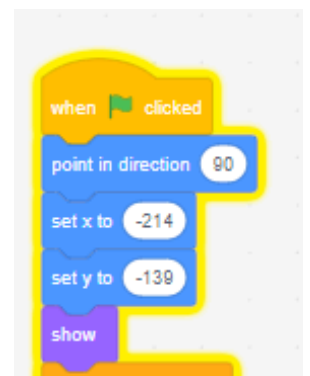 when clicked
point in direction 90
set x to -214
set y to -139
show